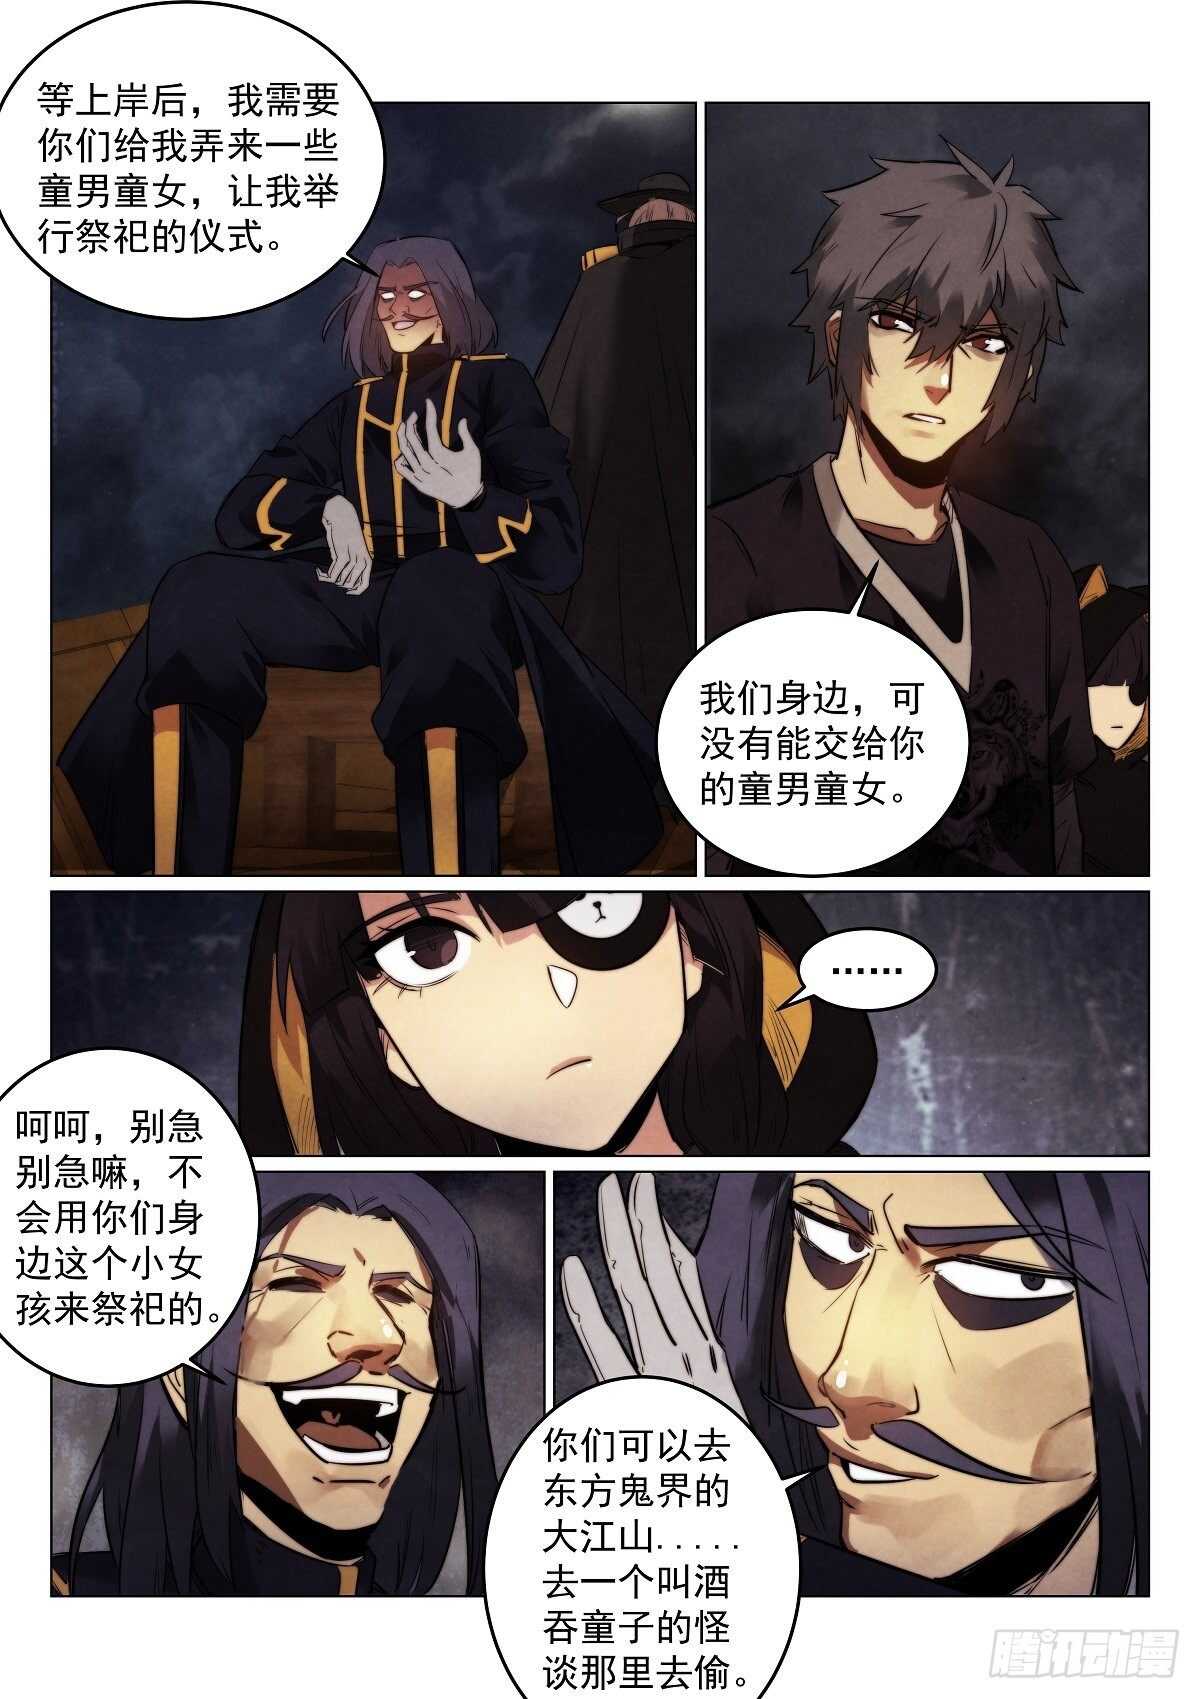 等上岸后，我需要
你们给我弄来一些
童男童女，让我举
行祭祀的仪式。
我们身边，可
没有能交给你
的童男童女。
……
呵呵，别急
别急嘛，不
会用你们身
边这个小女
孩来祭祀的。
你们可以去
东方鬼界的
大江山.....
去一个叫酒
吞童子的怪
谈那里去偷。
腾讯动漫